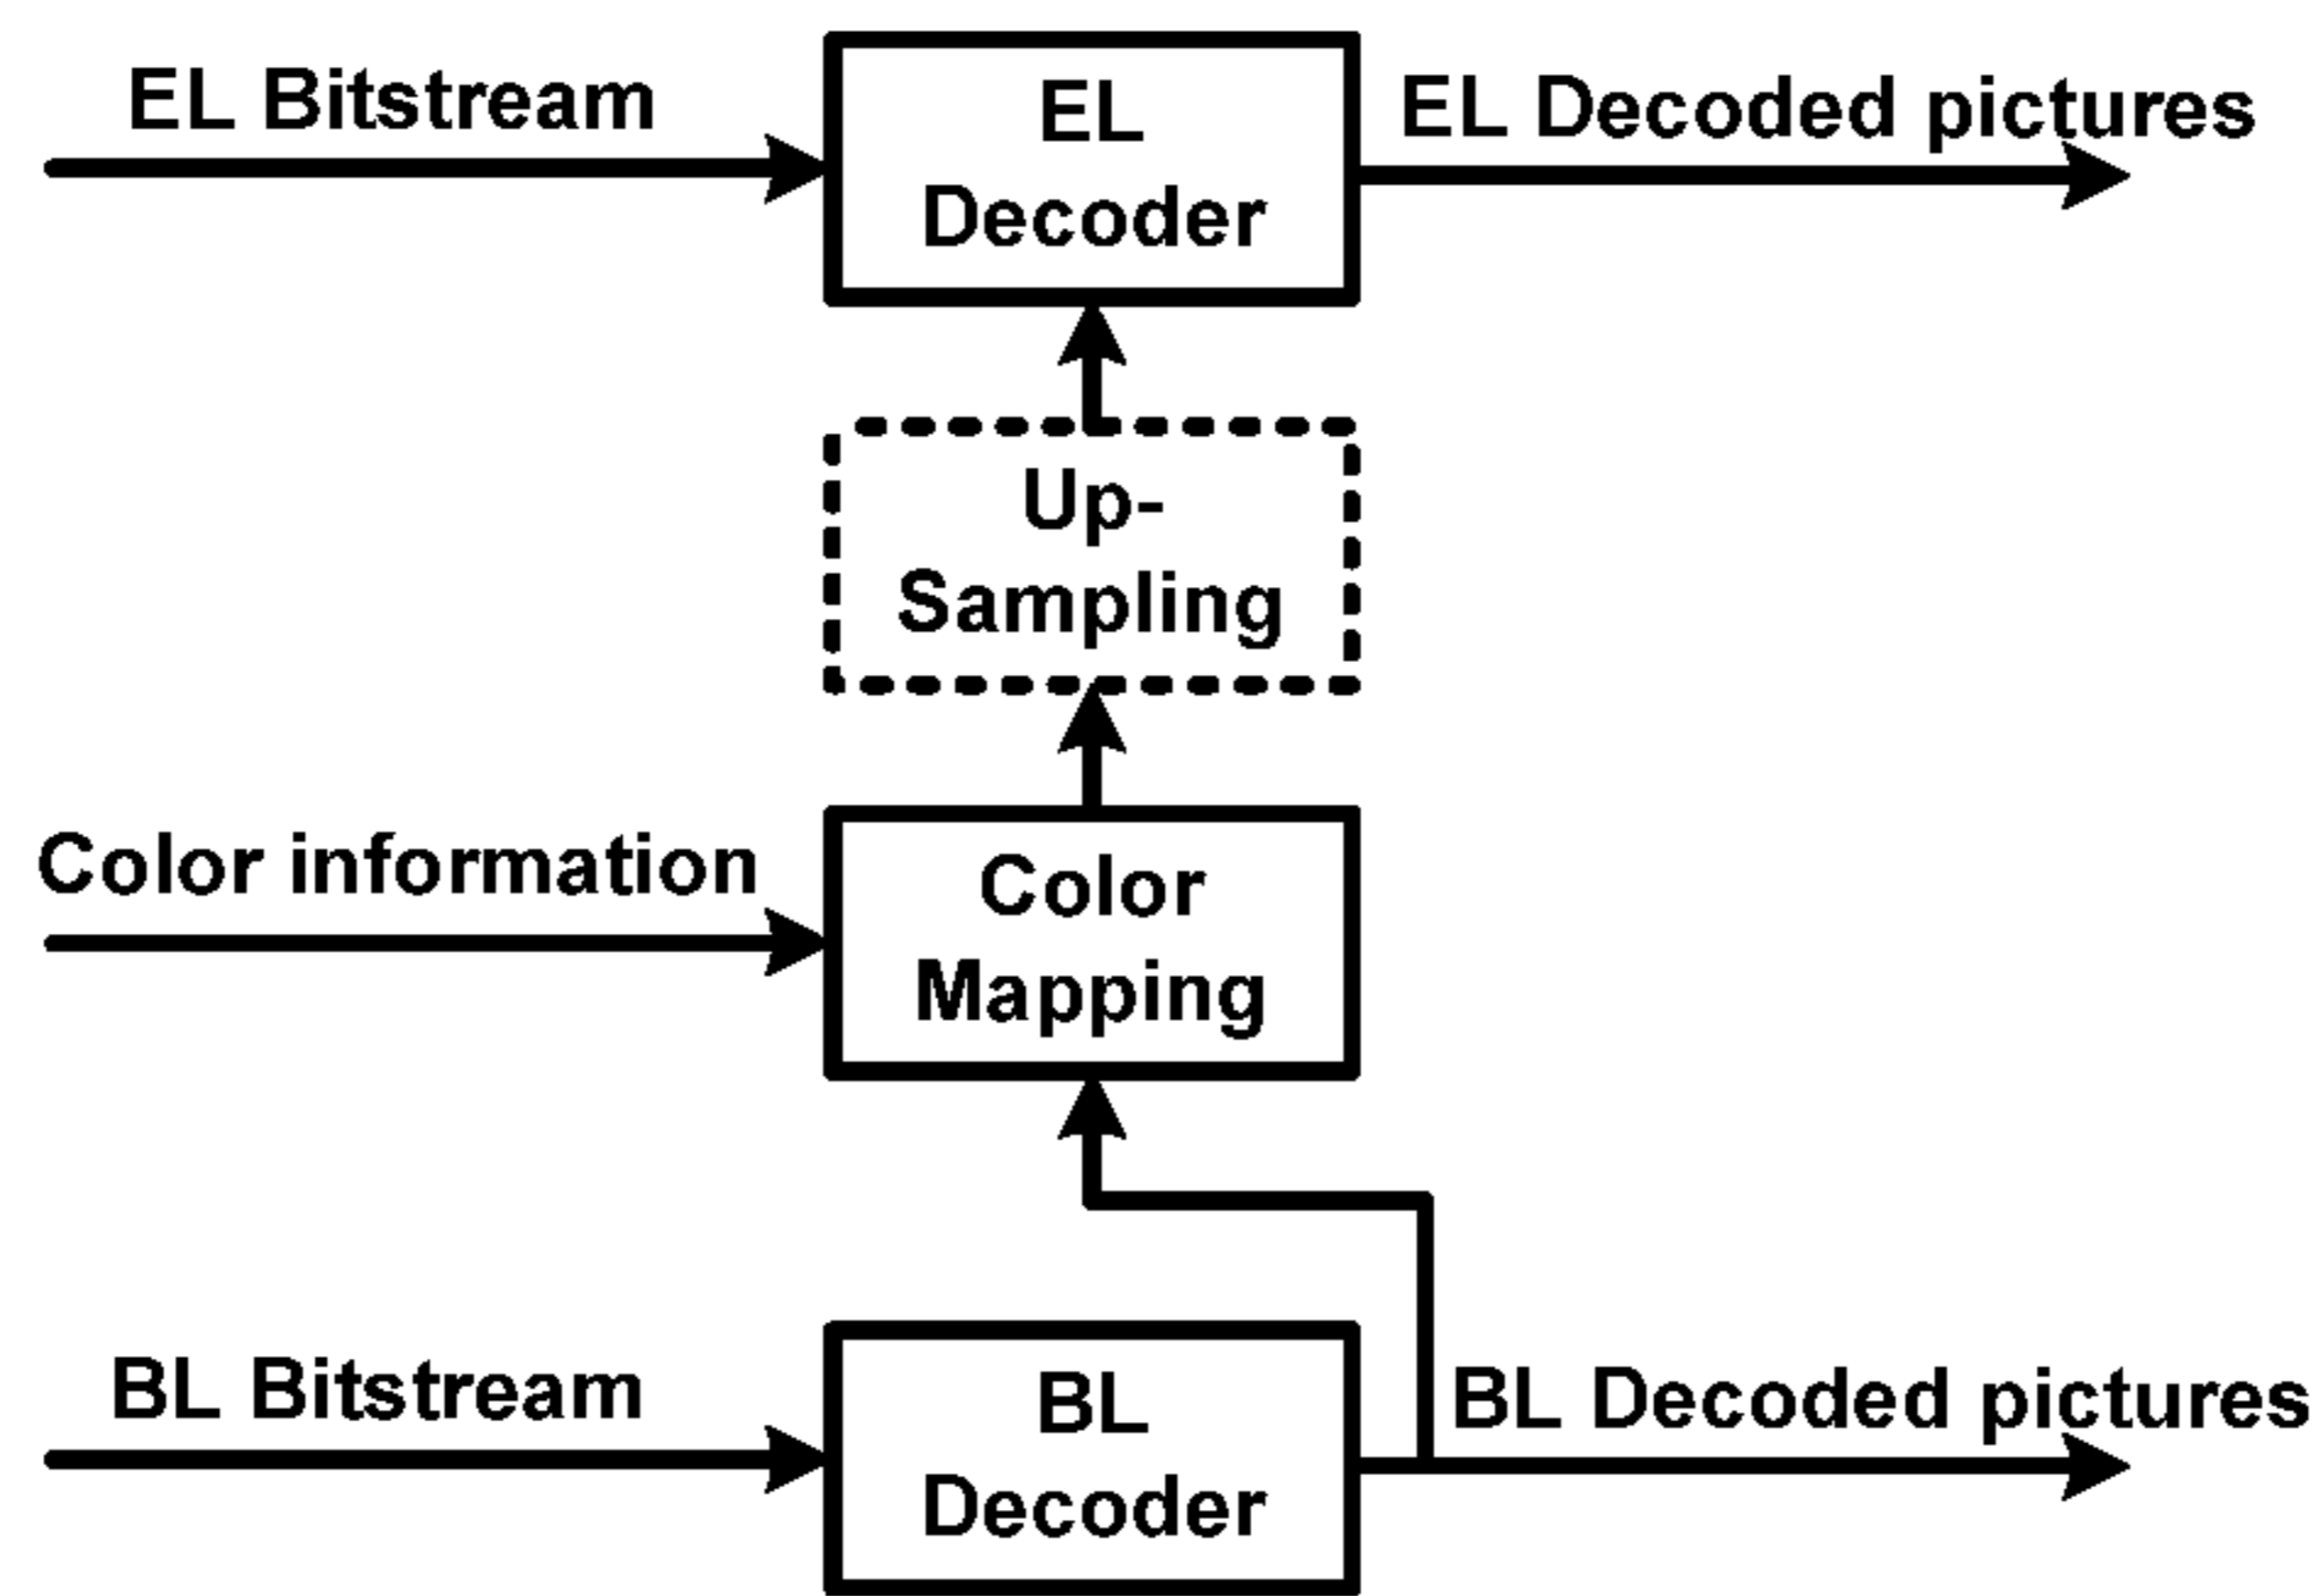 EL Bitstream
EL
Decoder
EL Decoded pictures
Up-
Sampling
Color information
Color
Mapping
BL Bitstream
BL
Decoder
BL Decoded pictures